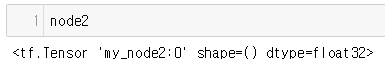 1 node2
<tf.Tensor 'my_node2:0' shape=() dtype=float32>